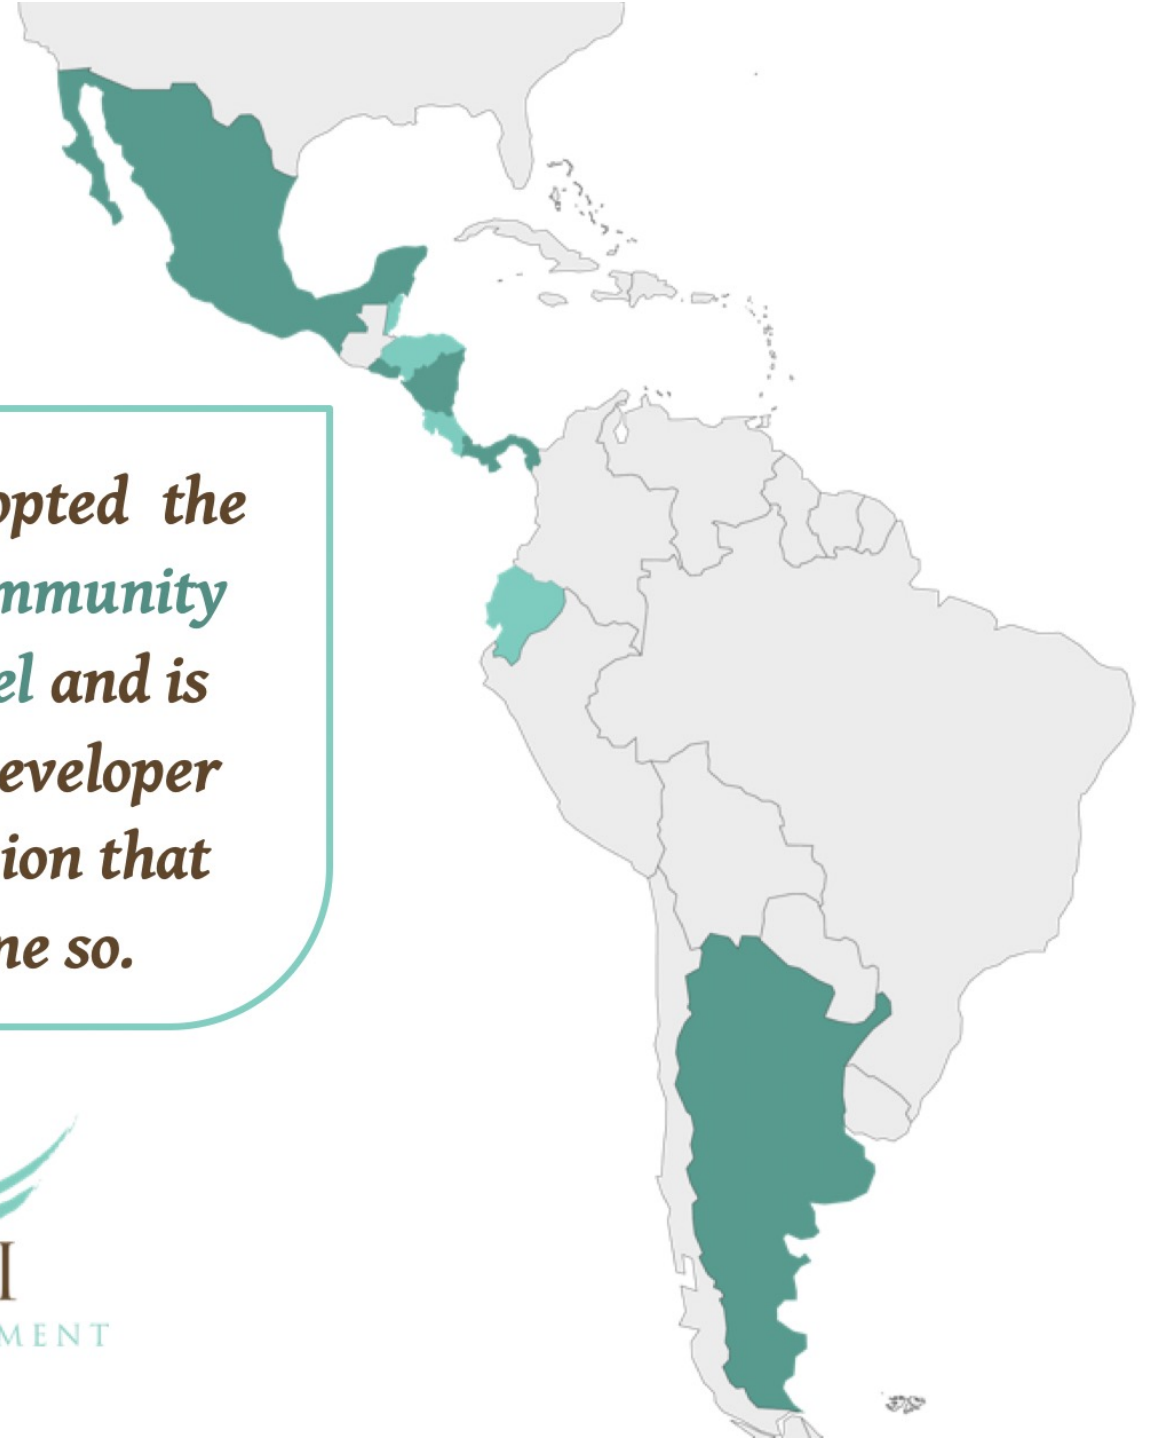 opted the
mmunity
el and is
eveloper
ion that
ne so.
I
MENT